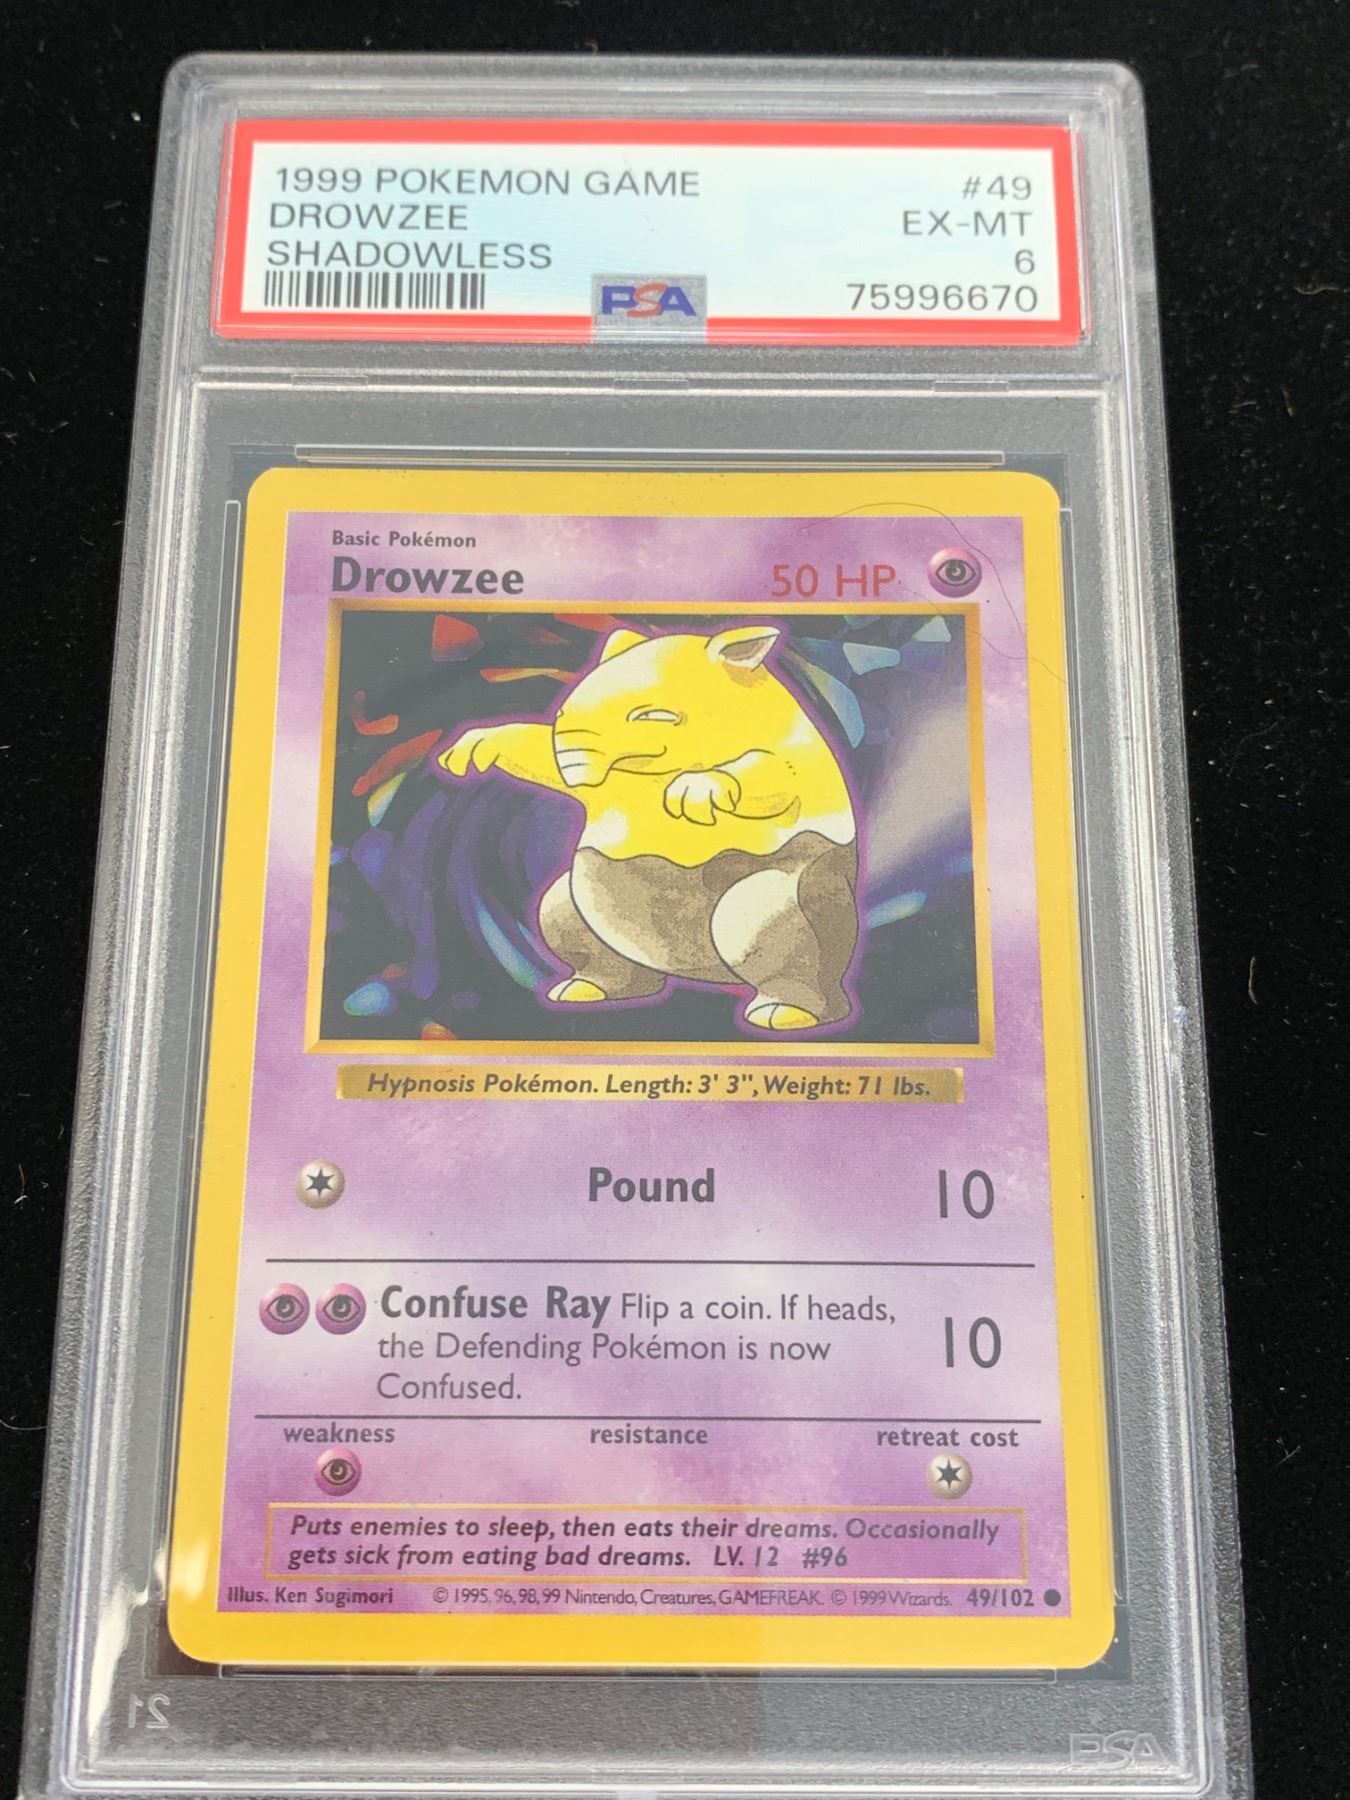 1999 POKEMON GAME #49
DROWZEE EX-MT
SHADOWLESS 6
PSA 75996670
Basic Pokémon
Drowzee 50 HP
Hypnosis Pokémon. Length: 3' 3", Weight: 71 lbs.
Pound 10
Confuse Ray Flip a coin. If heads,
the Defending Pokémon is now
Confused.
10
weakness resistance retreat cost
Puts enemies to sleep, then eats their dreams. Occasionally
gets sick from eating bad dreams. LV. 12 #96
Illus. Ken Sugimori © 1995, 96, 98, 99 Nintendo, Creatures, GAMEFREAK. © 1999 Wizards. 49/102
21
PSA